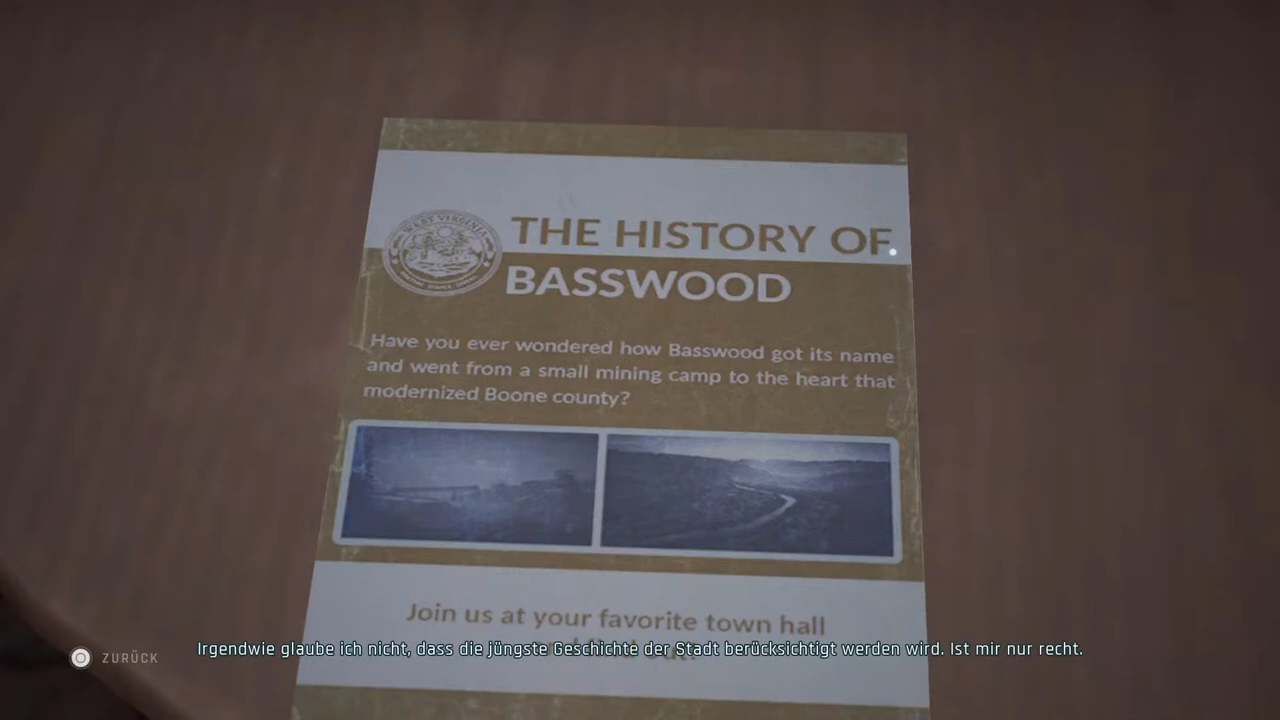 WEST VIRGINIA
THE HISTORY OF
BASSWOOD
Have you ever wondered how Basswood got its name
and went from a small mining camp to the heart that
modernized Boone county?
Join us at your favorite town hall
Irgendwie glaube ich nicht, dass die jüngste Geschichte der Stadt berücksichtigt werden wird. Ist mir nur recht.
ZURÜCK